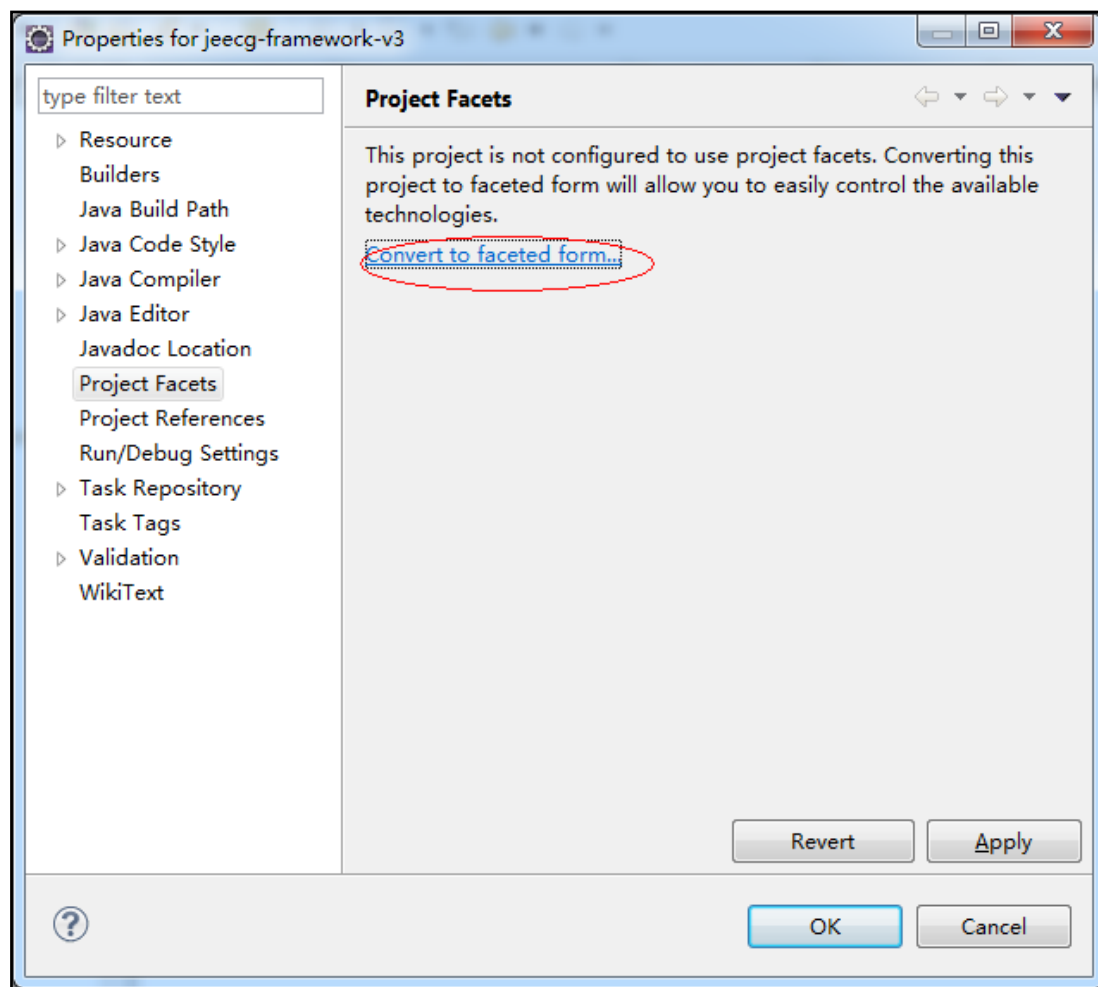 Properties for jeecg-framework-v3
type filter text
Resource
Builders
Java Build Path
Java Code Style
Java Compiler
Java Editor
Javadoc Location
Project Facets
Project References
Run/Debug Settings
Task Repository
Task Tags
Validation
WikiText
Project Facets
This project is not configured to use project facets. Converting this
project to faceted form will allow you to easily control the available
technologies.
Convert to faceted form...
Revert
Apply
OK
Cancel